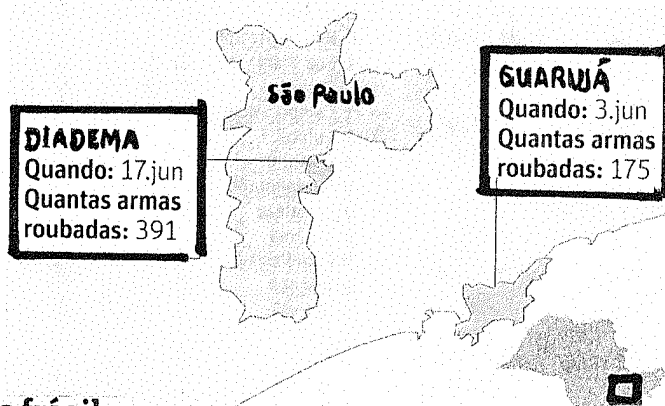 São Paulo
DIADEMA
Quando: 17.jun
Quantas armas
roubadas: 391
GUARUJÁ
Quando: 3.jun
Quantas armas
roubadas: 175